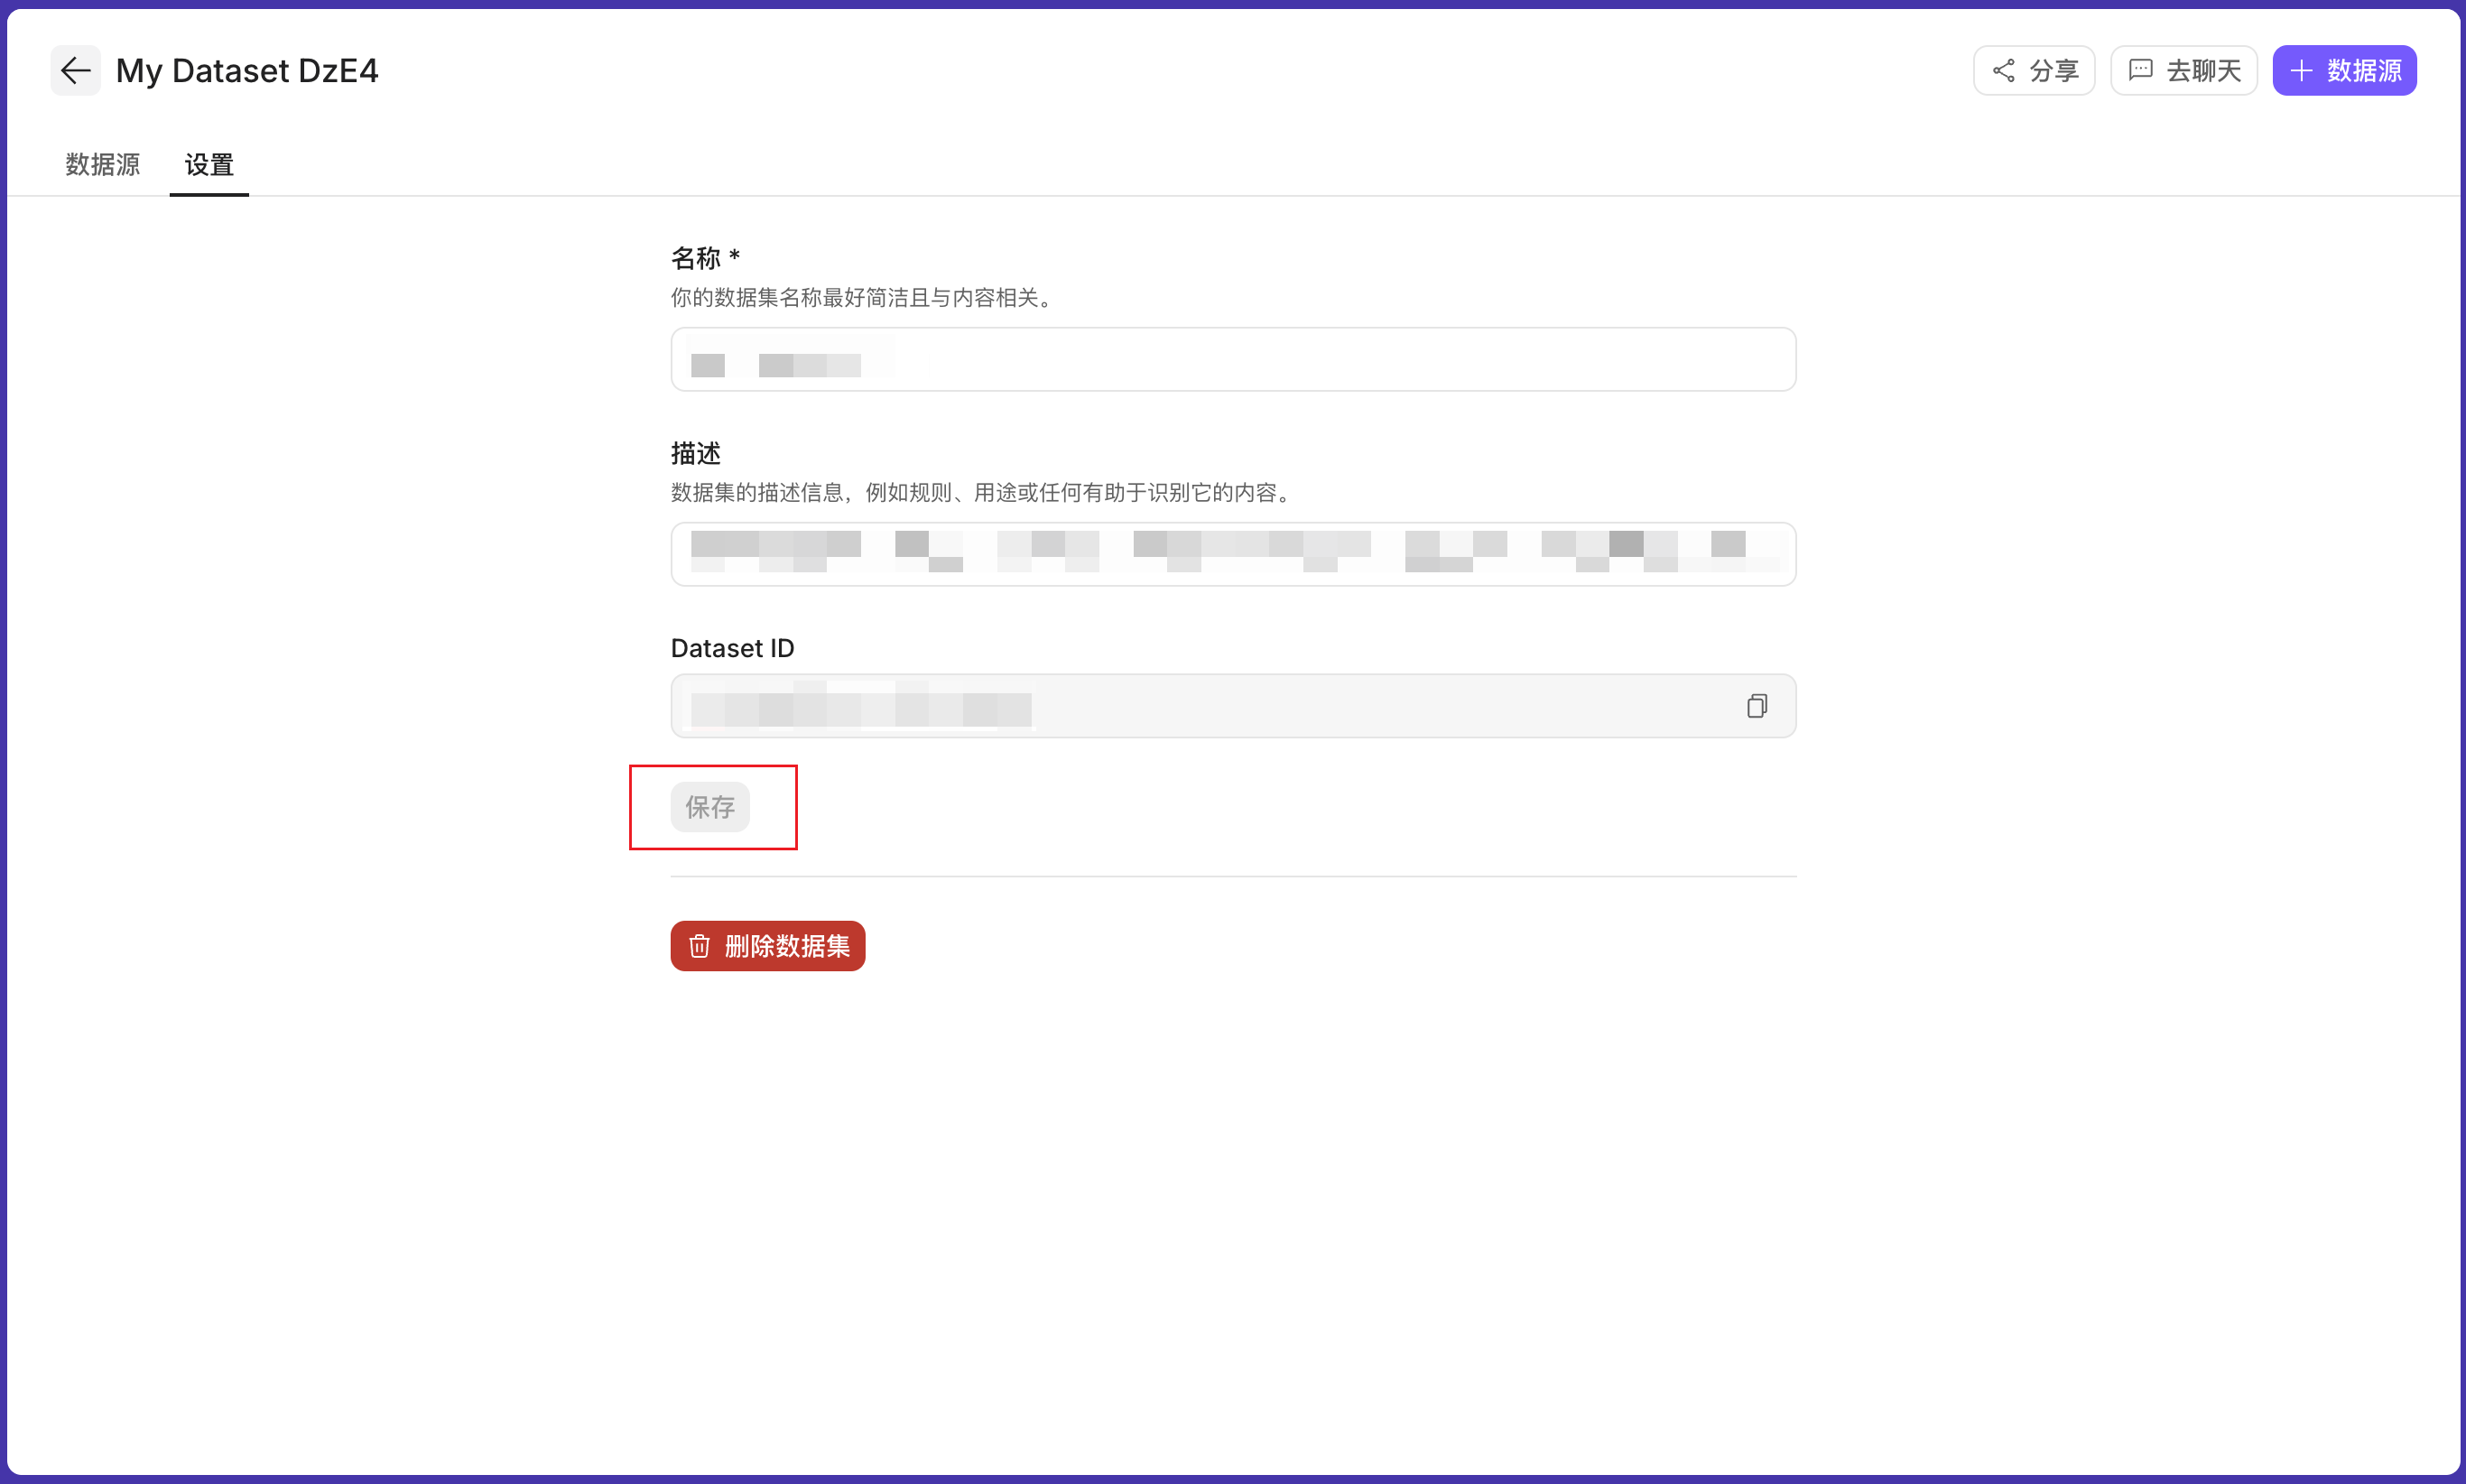 My Dataset DzE4
分享
去聊天
数据源
数据源
设置
名称 *
你的数据集名称最好简洁且与内容相关。
描述
数据集的描述信息，例如规则、用途或任何有助于识别它的内容。
Dataset ID
保存
删除数据集